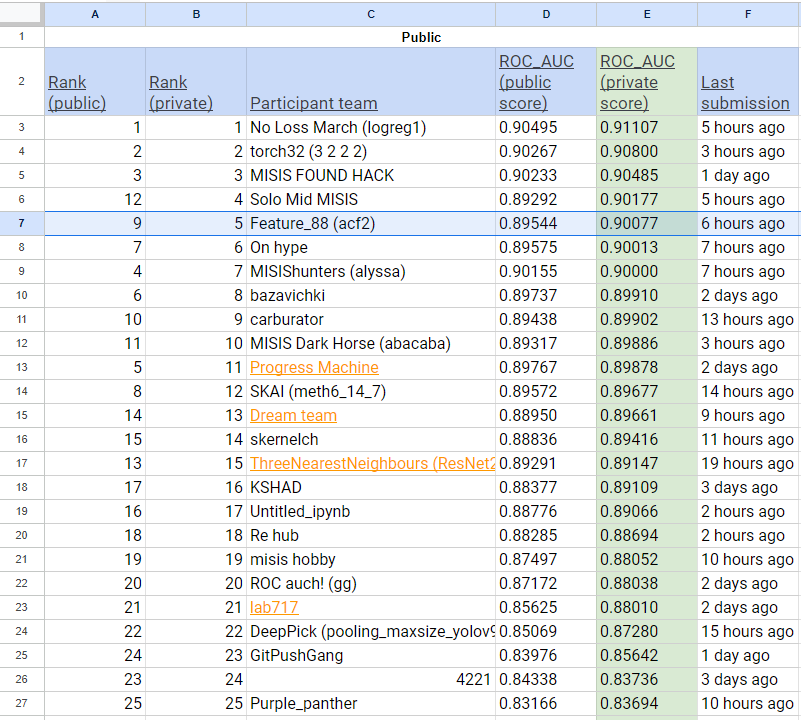 A B C D E F
1 Public
2 Rank (public) Rank (private) Participant team ROC_AUC (public score) ROC_AUC (private score) Last submission
3 1 1 No Loss March (logreg1) 0.90495 0.91107 5 hours ago
4 2 2 torch32 (3 2 2 2) 0.90267 0.90800 3 hours ago
5 3 3 MISIS FOUND HACK 0.90233 0.90485 1 day ago
6 12 4 Solo Mid MISIS 0.89292 0.90177 5 hours ago
7 9 5 Feature_88 (acf2) 0.89544 0.90077 6 hours ago
8 7 6 On hype 0.89575 0.90013 7 hours ago
9 4 7 MISIShunters (alyssa) 0.90155 0.90000 7 hours ago
10 6 8 bazavichki 0.89737 0.89910 2 days ago
11 10 9 carburator 0.89438 0.89902 13 hours ago
12 11 10 MISIS Dark Horse (abacaba) 0.89317 0.89886 3 hours ago
13 5 11 Progress Machine 0.89767 0.89878 2 days ago
14 8 12 SKAI (meth6_14_7) 0.89572 0.89677 14 hours ago
15 14 13 Dream team 0.88950 0.89661 9 hours ago
16 15 14 skernelch 0.88836 0.89416 11 hours ago
17 13 15 ThreeNearestNeighbours (ResNet2 0.89291 0.89147 19 hours ago
18 17 16 KSHAD 0.88377 0.89109 3 days ago
19 16 17 Untitled_ipynb 0.88776 0.89066 2 hours ago
20 18 18 Re hub 0.88285 0.88694 2 hours ago
21 19 19 misis hobby 0.87497 0.88052 10 hours ago
22 20 20 ROC auch! (gg) 0.87172 0.88038 2 days ago
23 21 21 lab717 0.85625 0.88010 2 days ago
24 22 22 DeepPick (pooling_maxsize_yolov9 0.85069 0.87280 15 hours ago
25 24 23 GitPushGang 0.83976 0.85642 1 day ago
26 23 24 4221 0.84338 0.83736 3 days ago
27 25 25 Purple_panther 0.83166 0.83694 10 hours ago